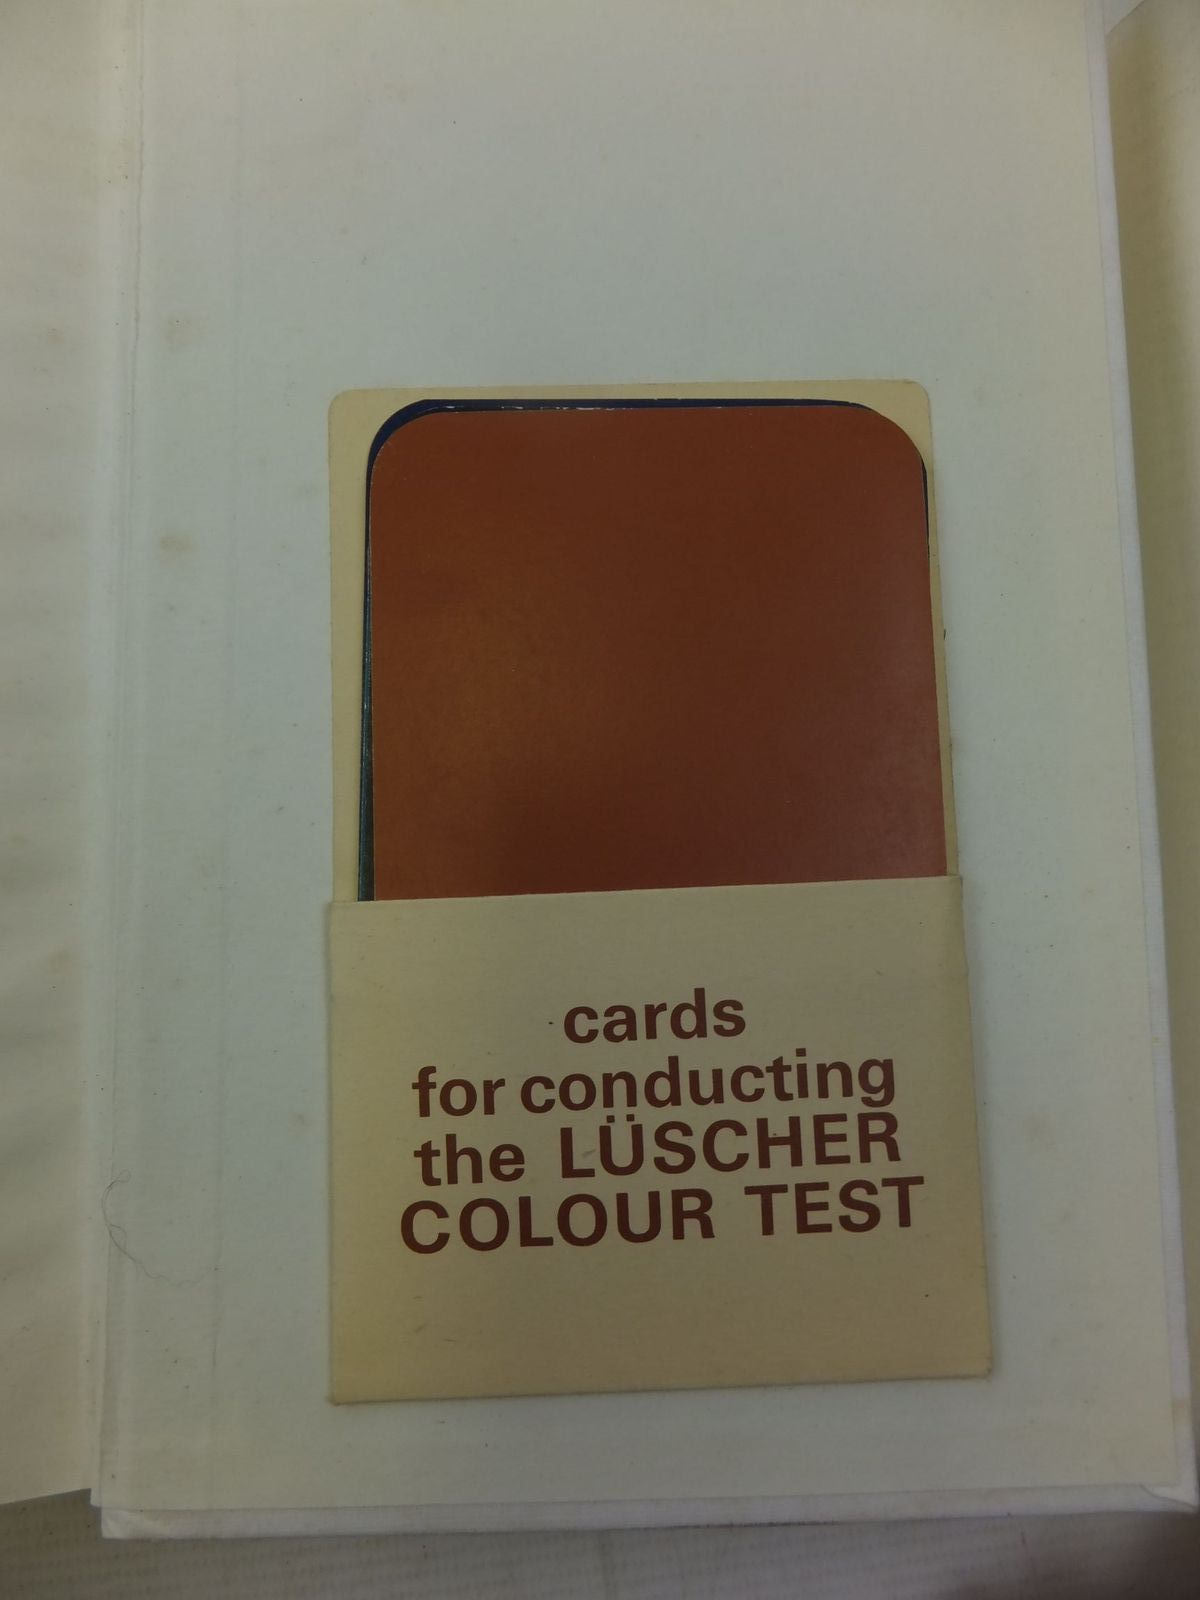 cards
for conducting
the LÜSCHER
COLOUR TEST